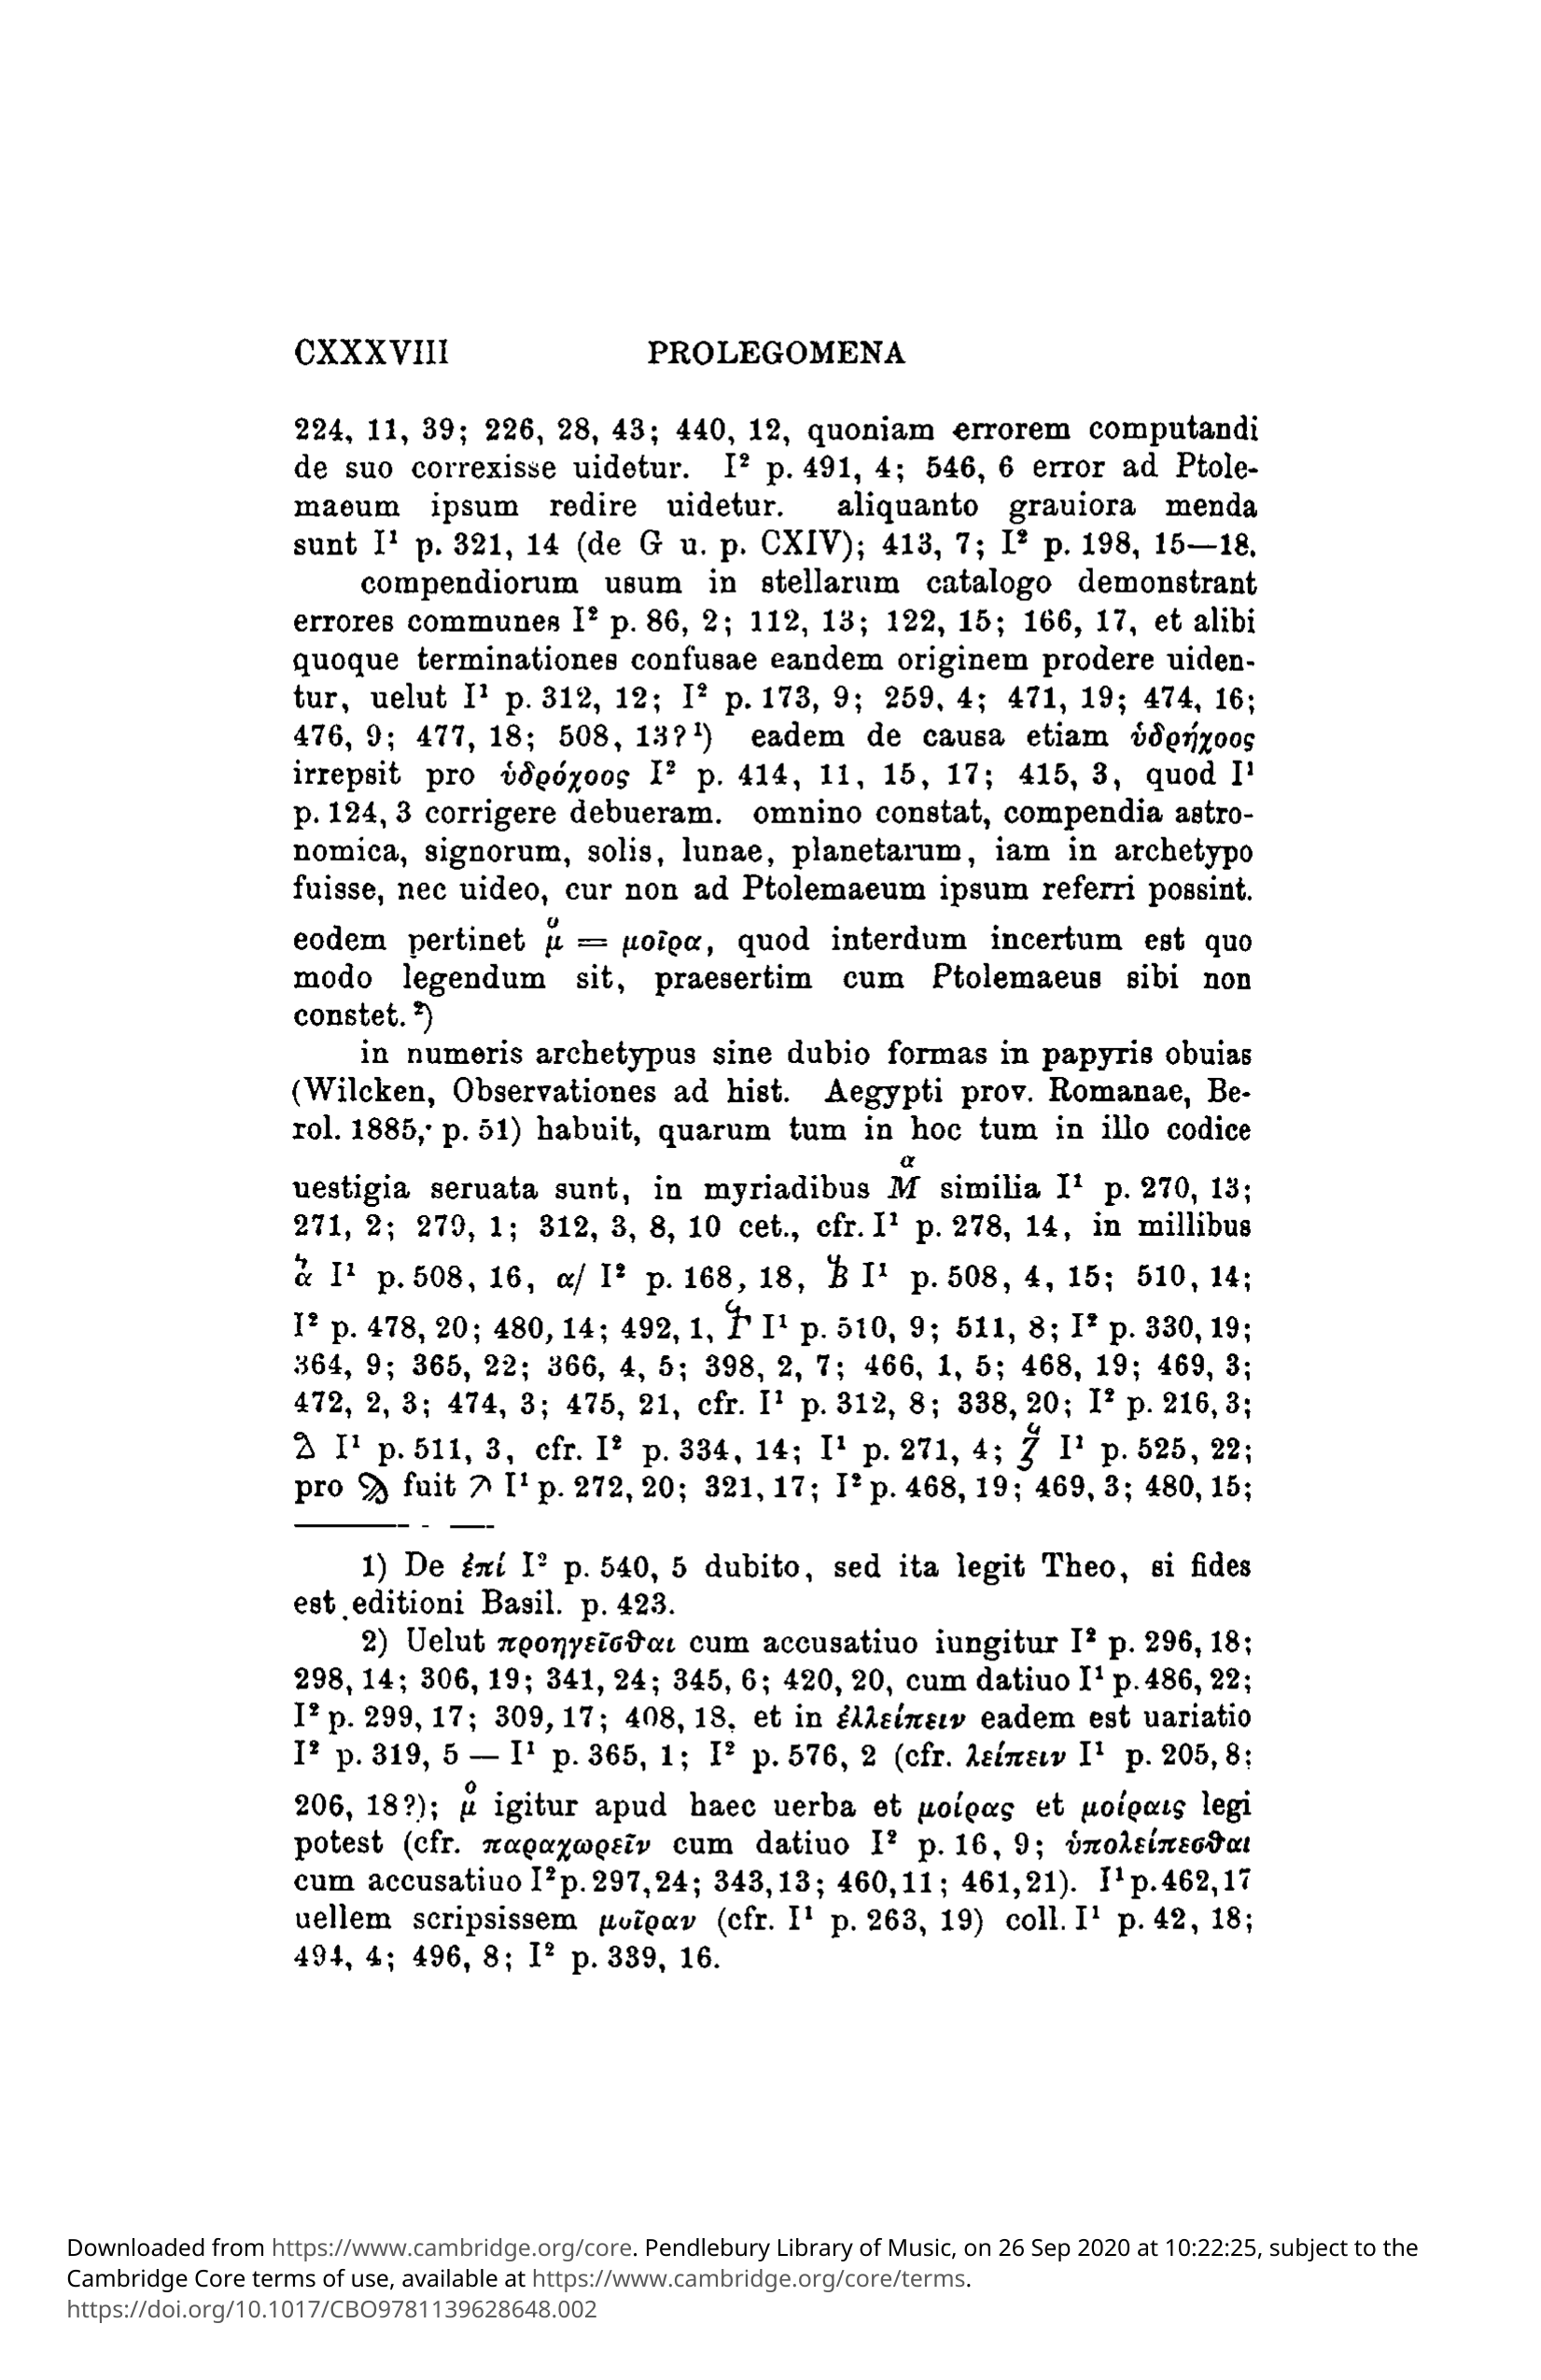 CXXXVIII PROLEGOMENA
224, 11, 39; 226, 28, 43; 440, 12, quoniam errorem computandi
de suo correxisse uidetur. I² p. 491, 4; 546, 6 error ad Ptole-
maeum ipsum redire uidetur. aliquanto grauiora menda
sunt I¹ p. 321, 14 (de G u. p. CXIV); 413, 7; I² p. 198, 15—18.
compendiorum usum in stellarum catalogo demonstrant
errores communes I² p. 86, 2; 112, 13; 122, 15; 166, 17, et alibi
quoque terminationes confusae eandem originem prodere uiden-
tur, uelut I¹ p. 312, 12; I² p. 173, 9; 259, 4; 471, 19; 474, 16;
476, 9; 477, 18; 508, 13?¹) eadem de causa etiam ὑδρήχοος
irrepsit pro ὑδρόχοος I² p. 414, 11, 15, 17; 415, 3, quod I¹
p. 124, 3 corrigere debueram. omnino constat, compendia astro-
nomica, signorum, solis, lunae, planetarum, iam in archetypo
fuisse, nec uideo, cur non ad Ptolemaeum ipsum referri possint.
eodem pertinet μ̊ = μοῖρα, quod interdum incertum est quo
modo legendum sit, praesertim cum Ptolemaeus sibi non
constet.²)
in numeris archetypus sine dubio formas in papyris obuias
(Wilcken, Observationes ad hist. Aegypti prov. Romanae, Be-
rol. 1885, p. 51) habuit, quarum tum in hoc tum in illo codice
uestigia seruata sunt, in myriadibus Mᵅ similia I¹ p. 270, 13;
271, 2; 279, 1; 312, 3, 8, 10 cet., cfr. I¹ p. 278, 14, in millibus
α I¹ p. 508, 16, α/ I² p. 168, 18, B I¹ p. 508, 4, 15; 510, 14;
I² p. 478, 20; 480, 14; 492, 1, Γ I¹ p. 510, 9; 511, 8; I² p. 330, 19;
364, 9; 365, 22; 366, 4, 5; 398, 2, 7; 466, 1, 5; 468, 19; 469, 3;
472, 2, 3; 474, 3; 475, 21, cfr. I¹ p. 312, 8; 338, 20; I² p. 216, 3;
Δ I¹ p. 511, 3, cfr. I² p. 334, 14; I¹ p. 271, 4; I¹ p. 525, 22;
pro fuit I¹ p. 272, 20; 321, 17; I² p. 468, 19; 469, 3; 480, 15;
1) De ἐπί I² p. 540, 5 dubito, sed ita legit Theo, si fides
est editioni Basil. p. 423.
2) Uelut προηγεῖσθαι cum accusatiuo iungitur I² p. 296, 18;
298, 14; 306, 19; 341, 24; 345, 6; 420, 20, cum datiuo I¹ p. 486, 22;
I² p. 299, 17; 309, 17; 408, 18. et in ἐλλείπειν eadem est uariatio
I² p. 319, 5 — I¹ p. 365, 1; I² p. 576, 2 (cfr. λείπειν I¹ p. 205, 8;
206, 18?); μ̊ igitur apud haec uerba et μοίρας et μοίραις legi
potest (cfr. παραχωρεῖν cum datiuo I² p. 16, 9; ὑπολείπεσθαι
cum accusatiuo I² p. 297, 24; 343, 13; 460, 11; 461, 21). I¹ p. 462, 17
uellem scripsissem μοῖραν (cfr. I¹ p. 263, 19) coll. I¹ p. 42, 18;
494, 4; 496, 8; I² p. 339, 16.
Downloaded from https://www.cambridge.org/core. Pendlebury Library of Music, on 26 Sep 2020 at 10:22:25, subject to the
Cambridge Core terms of use, available at https://www.cambridge.org/core/terms.
https://doi.org/10.1017/CBO9781139628648.002